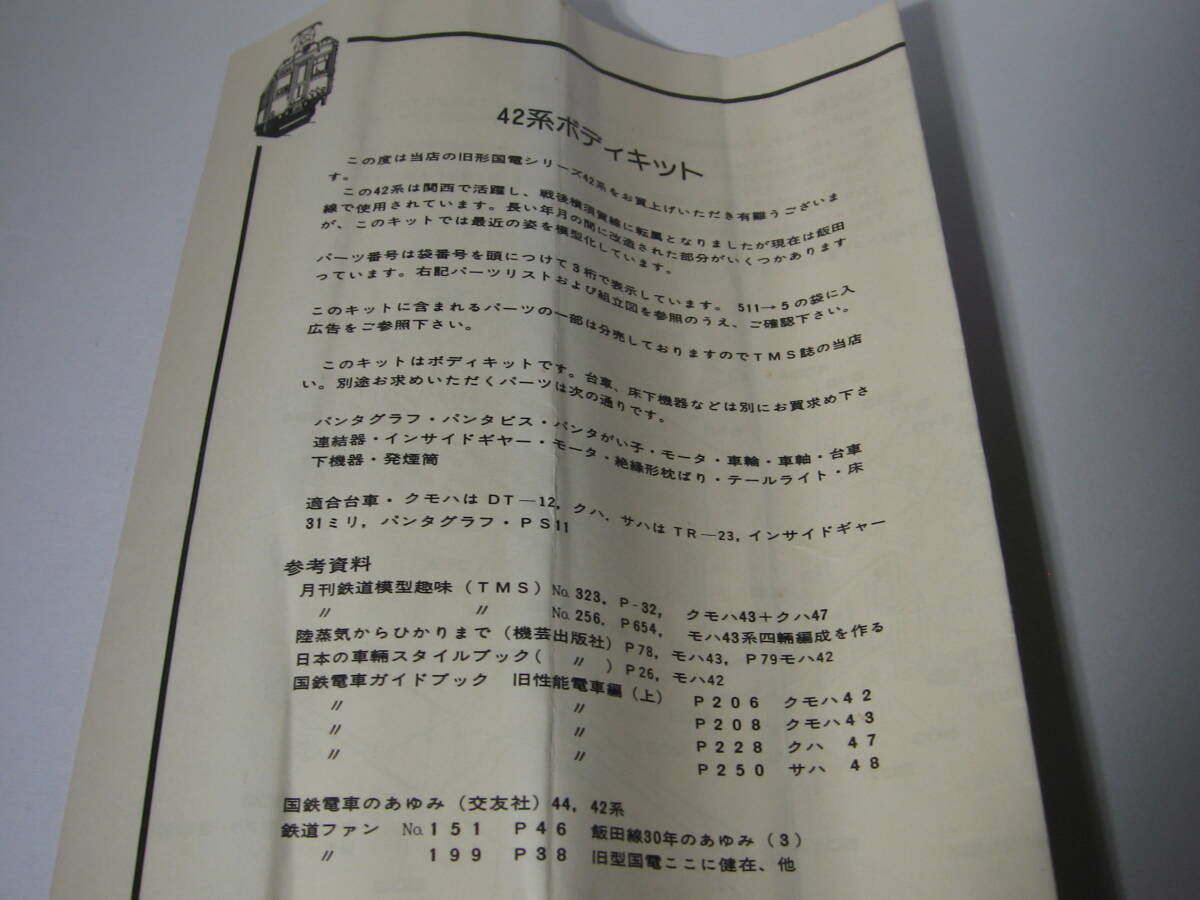 42系ボディキット
この度は当店の旧形国電シリーズ42系をお買上げいただき有難うございま
す。
この42系は関西で活躍し、戦後横須賀線に転属となりましたが現在は飯田
線で使用されています。長い年月の間に改造された部分がいくつかあります
が、このキットでは最近の姿を模型化しています。
パーツ番号は袋番号を頭につけて3桁で表示しています。 511→5の袋に入
っています。右記パーツリストおよび組立図を参照のうえ、ご確認下さい。
このキットに含まれるパーツの一部は分売しておりますのでTMS誌の当店
広告をご参照下さい。
このキットはボディキットです。台車、床下機器などは別にお買求め下さ
い。別途お求めいただくパーツは次の通りです。
パンタグラフ・パンタビス・パンタがい子・モータ・車輪・車軸・台車
連結器・インサイドギヤー・モータ・絶縁形枕ばり・テールライト・床
下機器・発煙筒
適合台車・クモハはDT―12, クハ. サハはTR―23, インサイドギャー
31ミリ, パンタグラフ・PS11
参考資料
月刊鉄道模型趣味(TMS) No.323. P-32, クモハ43+クハ47
〃 〃 No.256. P654, モハ43系四輛編成を作る
陸蒸気からひかりまで(機芸出版社) P78, モハ43, P79モハ42
日本の車輛スタイルブック( 〃 ) P26, モハ42
国鉄電車ガイドブック 旧性能電車編(上) P206 クモハ42
〃 〃 P208 クモハ43
〃 〃 P228 クハ 47
〃 〃 P250 サハ 48
国鉄電車のあゆみ(交友社) 44, 42系
鉄道ファン No.151 P46 飯田線30年のあゆみ(3)
〃 199 P38 旧型国電ここに健在、他